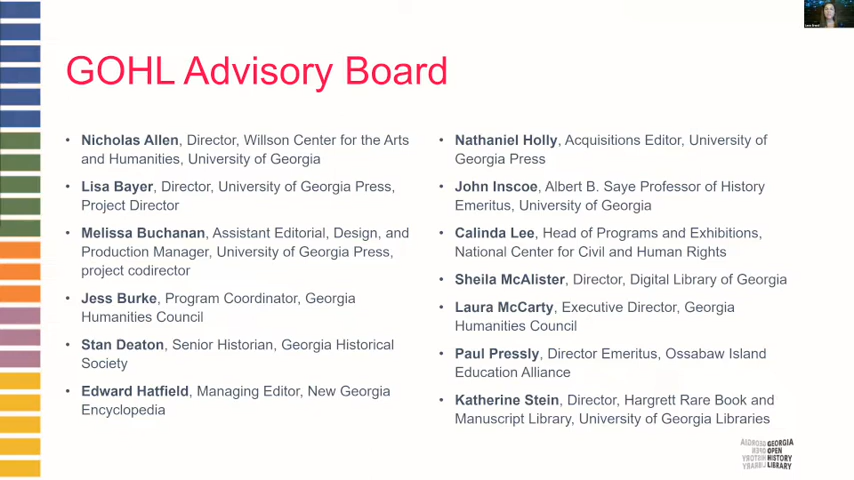 GOHL Advisory Board
• Nicholas Allen, Director, Willson Center for the Arts
and Humanities, University of Georgia
• Lisa Bayer, Director, University of Georgia Press,
Project Director
• Melissa Buchanan, Assistant Editorial, Design, and
Production Manager, University of Georgia Press,
project codirector
• Jess Burke, Program Coordinator, Georgia
Humanities Council
• Stan Deaton, Senior Historian, Georgia Historical
Society
• Edward Hatfield, Managing Editor, New Georgia
Encyclopedia
• Nathaniel Holly, Acquisitions Editor, University of
Georgia Press
• John Inscoe, Albert B. Saye Professor of History
Emeritus, University of Georgia
• Calinda Lee, Head of Programs and Exhibitions,
National Center for Civil and Human Rights
• Sheila McAlister, Director, Digital Library of Georgia
• Laura McCarty, Executive Director, Georgia
Humanities Council
• Paul Pressly, Director Emeritus, Ossabaw Island
Education Alliance
• Katherine Stein, Director, Hargrett Rare Book and
Manuscript Library, University of Georgia Libraries
GEORGIA
OPEN
HISTORY
LIBRARY